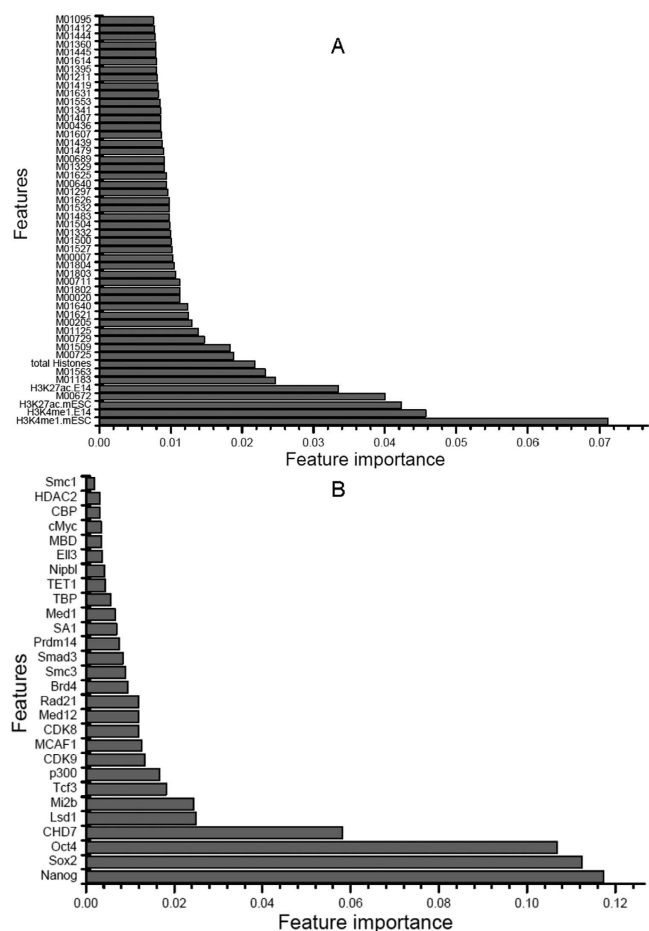 A
Features
M01095
M01412
M01444
M01360
M01445
M01614
M01395
M01211
M01419
M01631
M01553
M01341
M01407
M00436
M01607
M01439
M01479
M00689
M01329
M01625
M00640
M01297
M01626
M01532
M01483
M01504
M01332
M01500
M01527
M00007
M01804
M01803
M00711
M01802
M00020
M01640
M01621
M00205
M01125
M00729
M01509
M00725
total Histones
M01563
M01183
H3K27ac.E14
M00672
H3K27ac.mESC
H3K4me1.E14
H3K4me1.mESC
0.00 0.01 0.02 0.03 0.04 0.05 0.06 0.07
Feature importance
B
Features
Smc1
HDAC2
CBP
cMyc
MBD
Ell3
Nipbl
TET1
TBP
Med1
SA1
Prdm14
Smad3
Smc3
Brd4
Rad21
Med12
CDK8
MCAF1
CDK9
p300
Tcf3
Mi2b
Lsd1
CHD7
Oct4
Sox2
Nanog
0.00 0.02 0.04 0.06 0.08 0.10 0.12
Feature importance